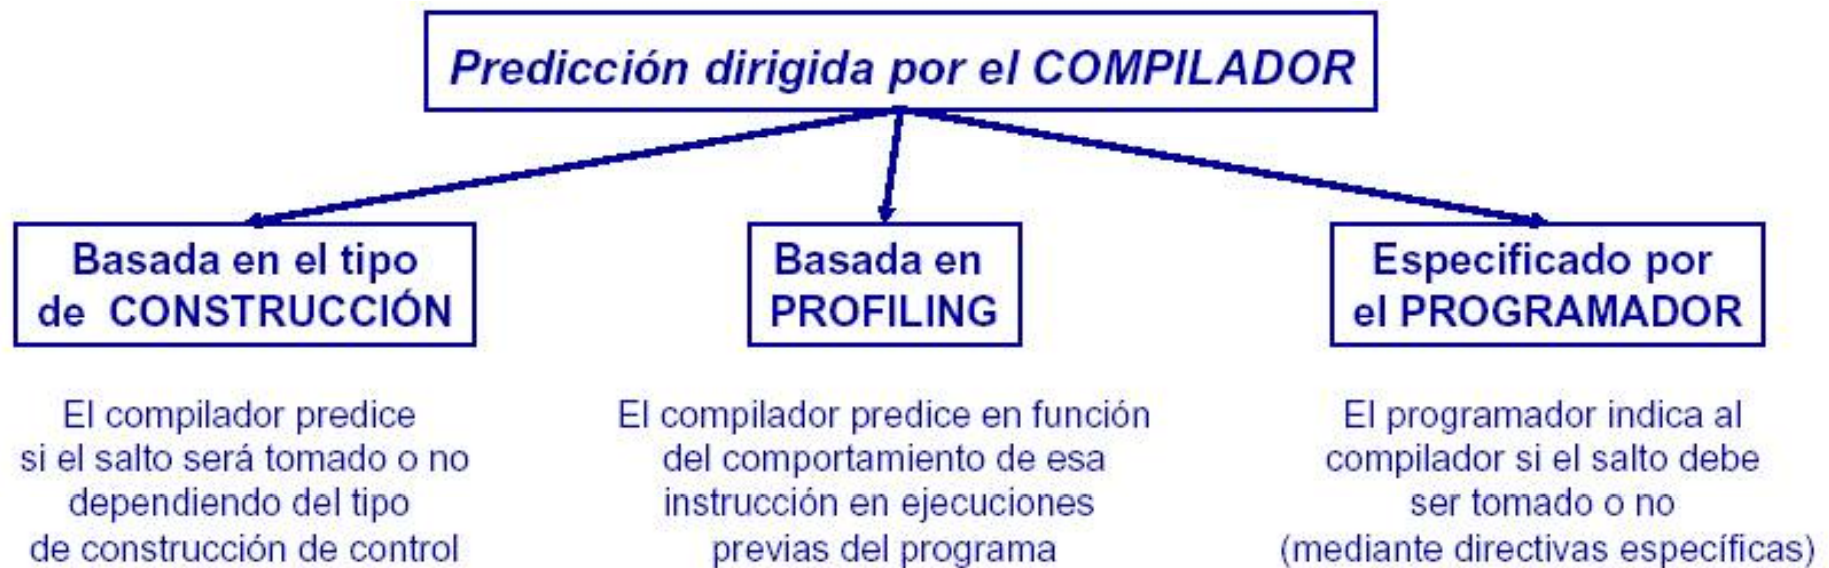 Predicción dirigida por el COMPILADOR
Basada en el tipo
de CONSTRUCCIÓN
El compilador predice
si el salto será tomado o no
dependiendo del tipo
de construcción de control
Basada en
PROFILING
El compilador predice en función
del comportamiento de esa
instrucción en ejecuciones
previas del programa
Especificado por
el PROGRAMADOR
El programador indica al
compilador si el salto debe
ser tomado o no
(mediante directivas específicas)